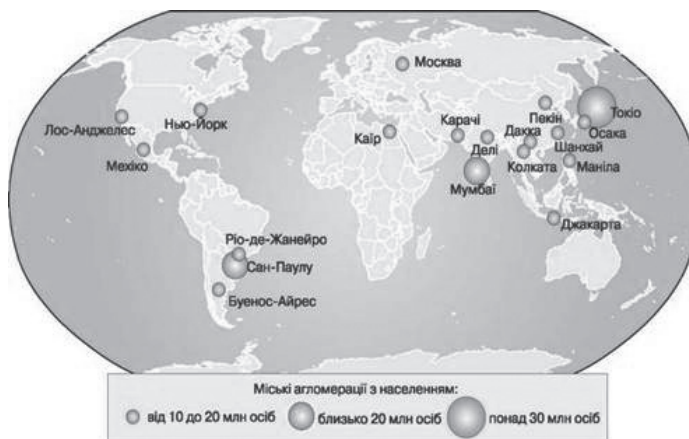 Москва
Лос-Анджелес
Нью-Йорк
Мехіко
Каїр
Карачі
Делі
Мумбаї
Дакка
Колката
Пекін
Токіо
Осака
Шанхай
Маніла
Джакарта
Ріо-де-Жанейро
Сан-Паулу
Буенос-Айрес
Міські агломерації з населенням:
від 10 до 20 млн осіб близько 20 млн осіб понад 30 млн осіб